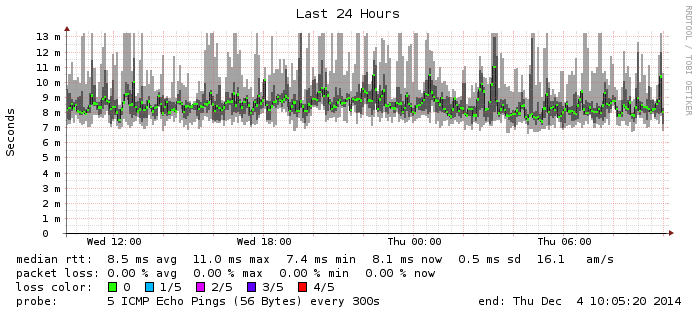 Last 24 Hours
RRDTOOL / TOBI OETIKER
Seconds
13 m
12 m
11 m
10 m
9 m
8 m
7 m
6 m
5 m
4 m
3 m
2 m
1 m
0
Wed 12:00 Wed 18:00 Thu 00:00 Thu 06:00
median rtt: 8.5 ms avg 11.0 ms max 7.4 ms min 8.1 ms now 0.5 ms sd 16.1 am/s
packet loss: 0.00 % avg 0.00 % max 0.00 % min 0.00 % now
loss color: 0 1/5 2/5 3/5 4/5
probe: 5 ICMP Echo Pings (56 Bytes) every 300s end: Thu Dec 4 10:05:20 2014